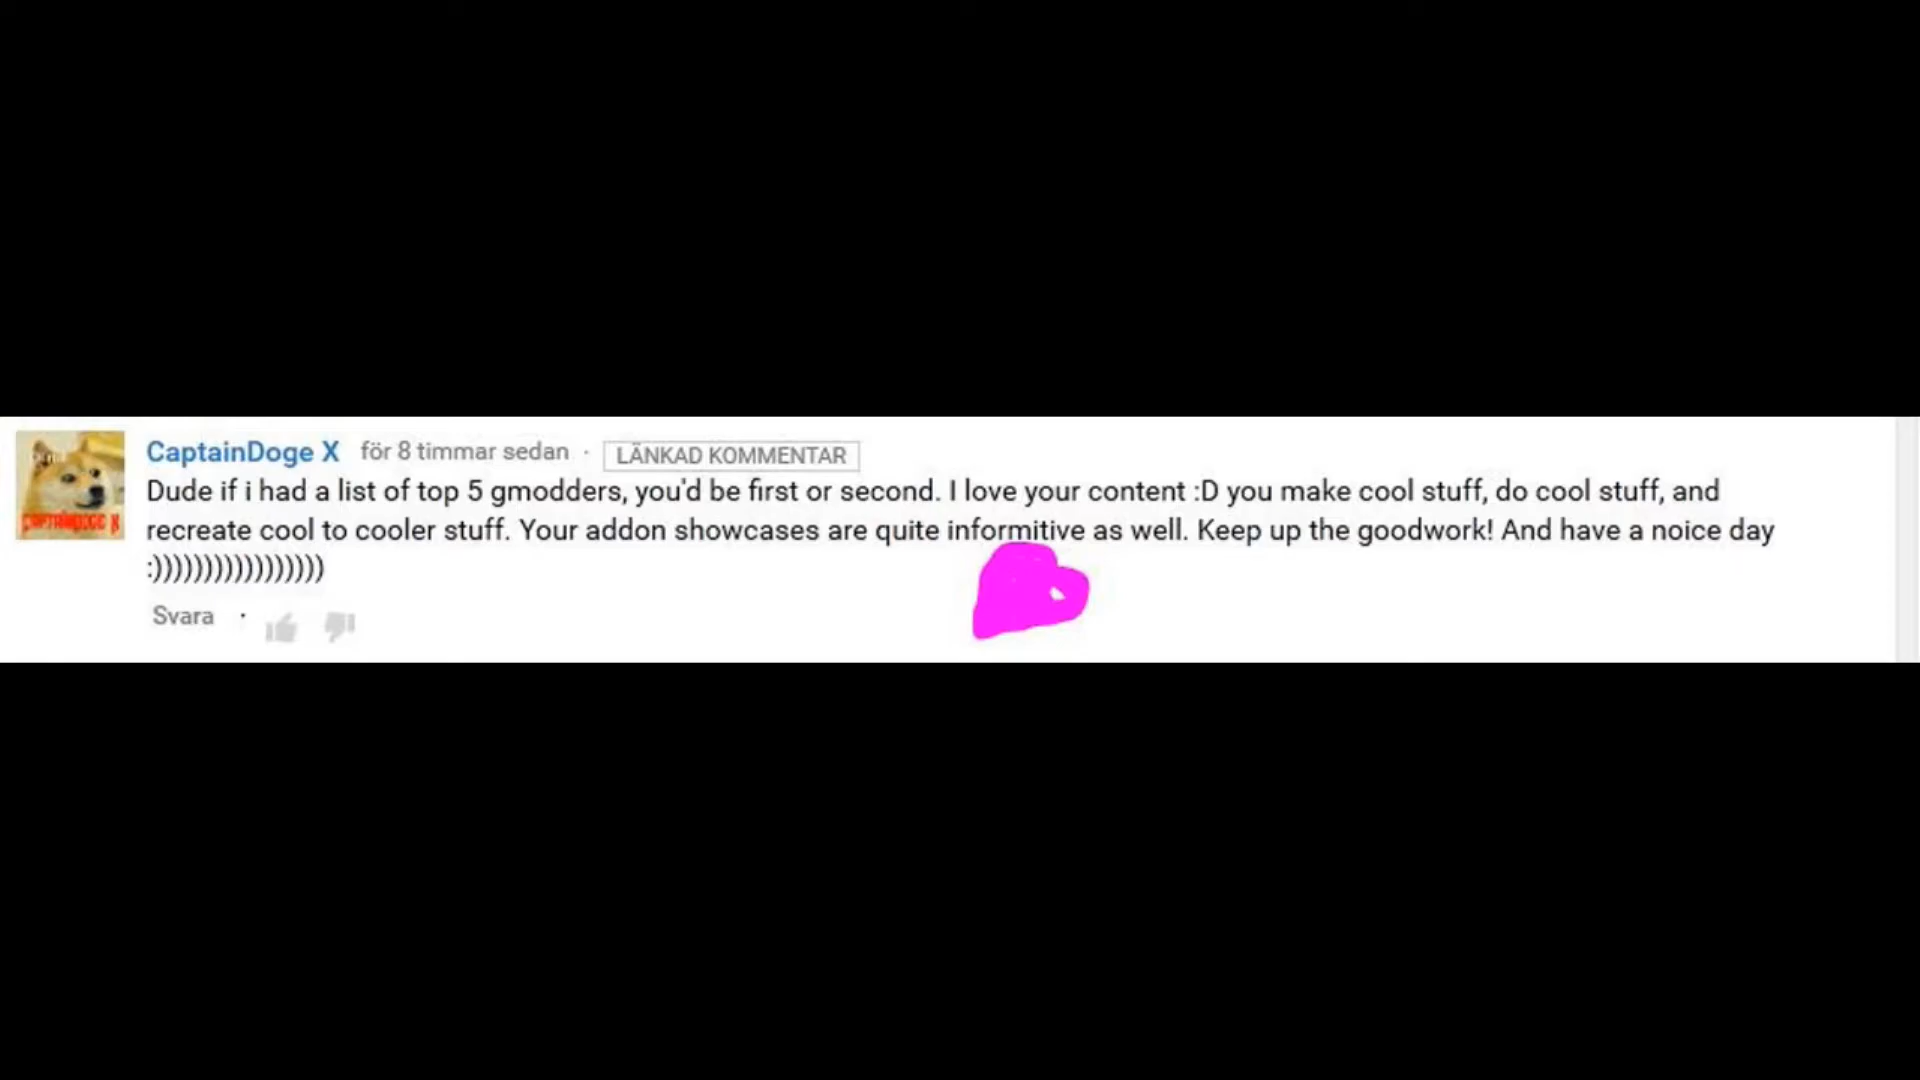 CaptainDoge X för 8 timmar sedan · LÄNKAD KOMMENTAR
Dude if i had a list of top 5 gmodders, you'd be first or second. I love your content :D you make cool stuff, do cool stuff, and
recreate cool to cooler stuff. Your addon showcases are quite informitive as well. Keep up the goodwork! And have a noice day
:)))))))))))))))))
CAPTAINDOGE X
Svara ·